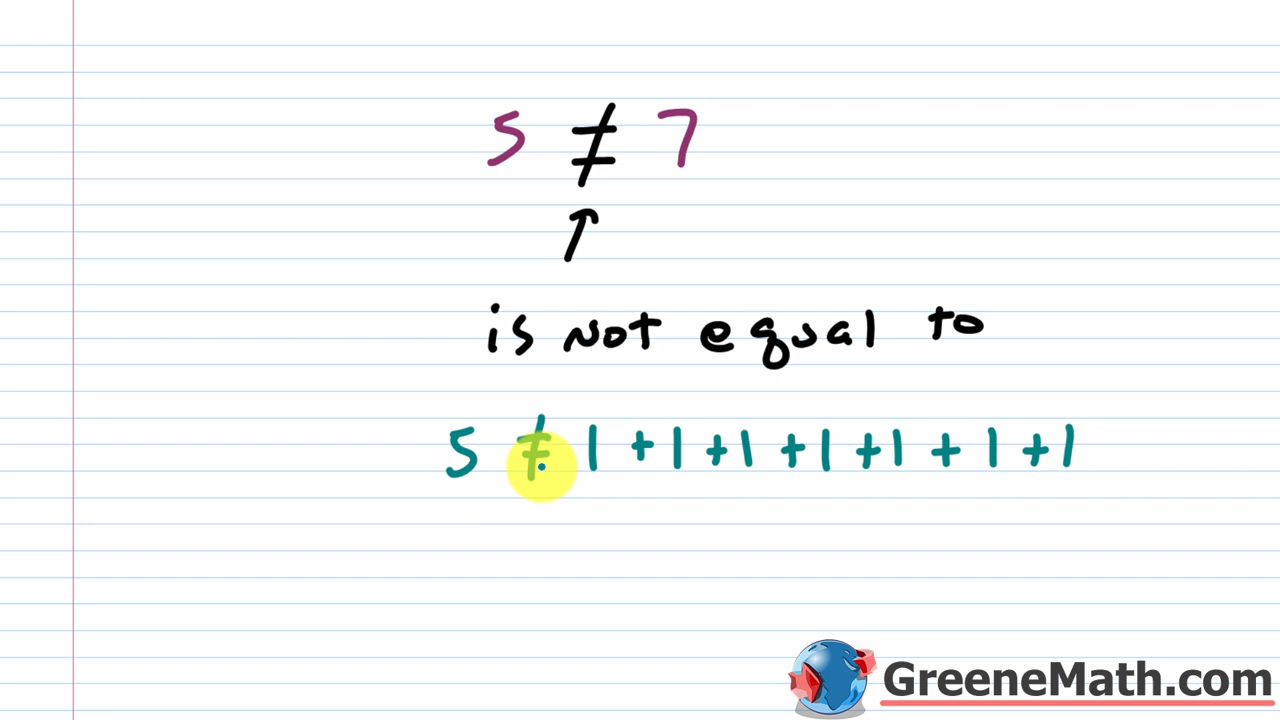 5 ≠ 7
↑
is not equal to
5 ≠ 1 + 1 + 1 + 1 + 1 + 1 + 1
GreeneMath.com